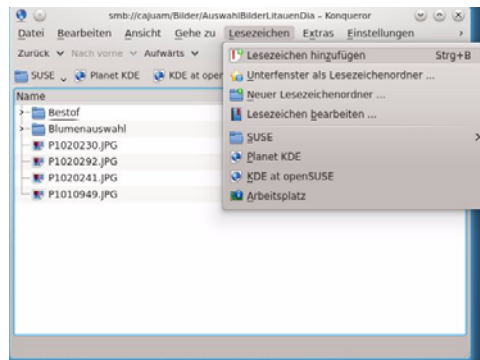 smb://cajuam/Bilder/AuswahlBilderLitauenDia – Konqueror
Datei Bearbeiten Ansicht Gehe zu Lesezeichen Extras Einstellungen
Zurück Nach vorne Aufwärts
SUSE Planet KDE KDE at oper
Name
Bestof
Blumenauswahl
P1020230.JPG
P1020292.JPG
P1020241.JPG
P1010949.JPG
Lesezeichen hinzufügen Strg+B
Unterfenster als Lesezeichenordner ...
Neuer Lesezeichenordner ...
Lesezeichen bearbeiten ...
SUSE
Planet KDE
KDE at openSUSE
Arbeitsplatz